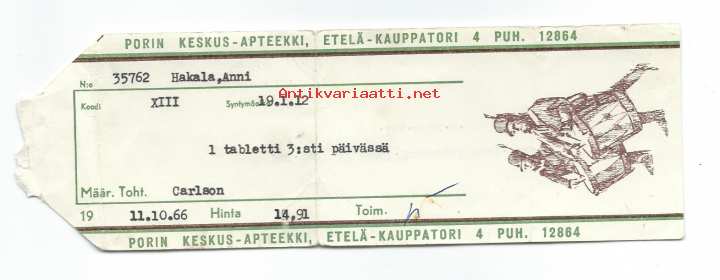 PORIN KESKUS-APTEEKKI, ETELÄ-KAUPPATORI 4 PUH. 12864
N:o 35762 Hakala,Anni
Antikvariaatti.net
Koodi XIII 19.1.12
1 tabletti 3:sti päivässä
Määr. Toht. Carlson
19 11.10.66 Hinta 14,91 Toim.
PORIN KESKUS-APTEEKKI, ETELÄ-KAUPPATORI 4 PUH. 12864